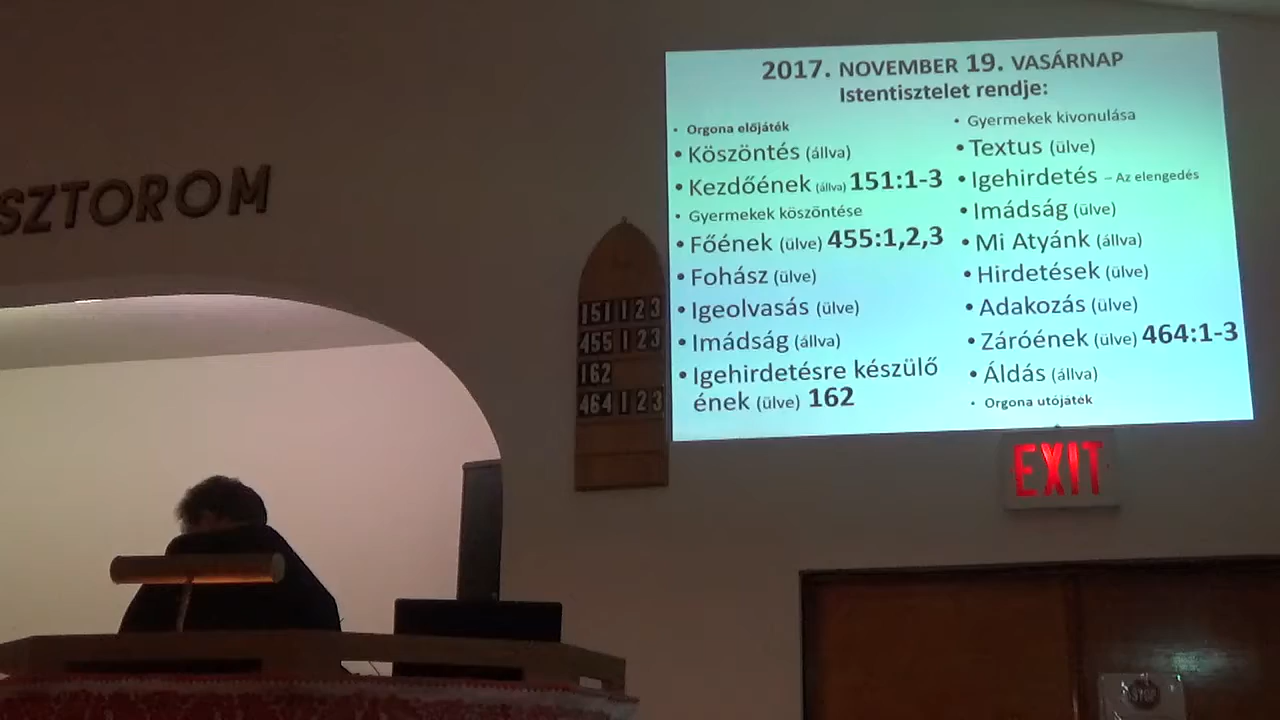 SZTOROM
151 1 2 3
455 1 2 3
162
464 1 2 3
2017. NOVEMBER 19. VASÁRNAP
Istentisztelet rendje:
• Orgona előjáték
• Köszöntés (állva)
• Kezdőének (állva) 151:1-3
• Gyermekek köszöntése
• Főének (ülve) 455:1,2,3
• Fohász (ülve)
• Igeolvasás (ülve)
• Imádság (állva)
• Igehirdetésre készülő
ének (ülve) 162
• Gyermekek kivonulása
• Textus (ülve)
• Igehirdetés – Az elengedés
• Imádság (ülve)
• Mi Atyánk (állva)
• Hirdetések (ülve)
• Adakozás (ülve)
• Záróének (ülve) 464:1-3
• Áldás (állva)
• Orgona utójáték
EXIT
STOP